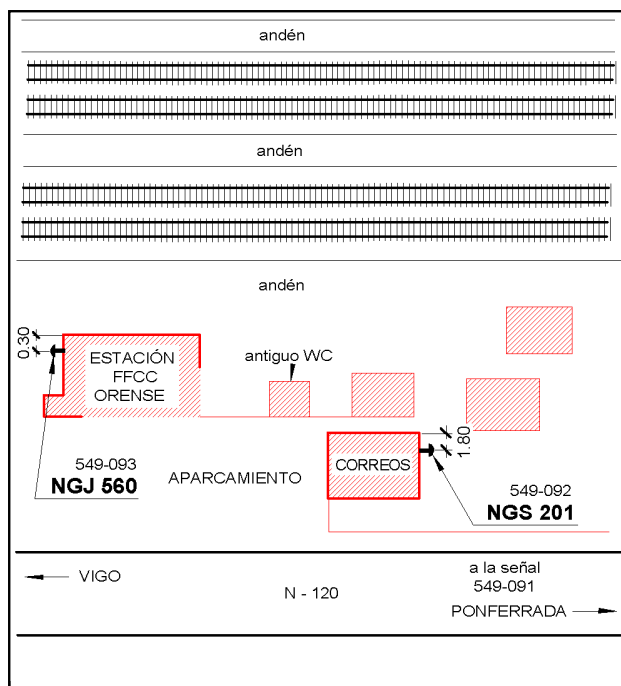 andén
andén
andén
0.30
ESTACIÓN
FFCC
ORENSE
antiguo WC
1.80
CORREOS
549-093
NGJ 560
APARCAMIENTO
549-092
NGS 201
VIGO
N - 120
a la señal
549-091
PONFERRADA